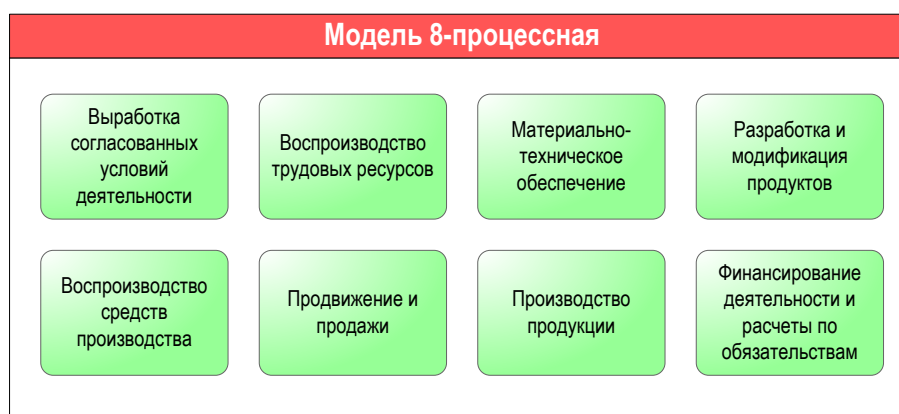 Модель 8-процессная
Выработка
согласованных
условий
деятельности
Воспроизводство
трудовых ресурсов
Материально-
техническое
обеспечение
Разработка и
модификация
продуктов
Воспроизводство
средств
производства
Продвижение и
продажи
Производство
продукции
Финансирование
деятельности и
расчеты по
обязательствам